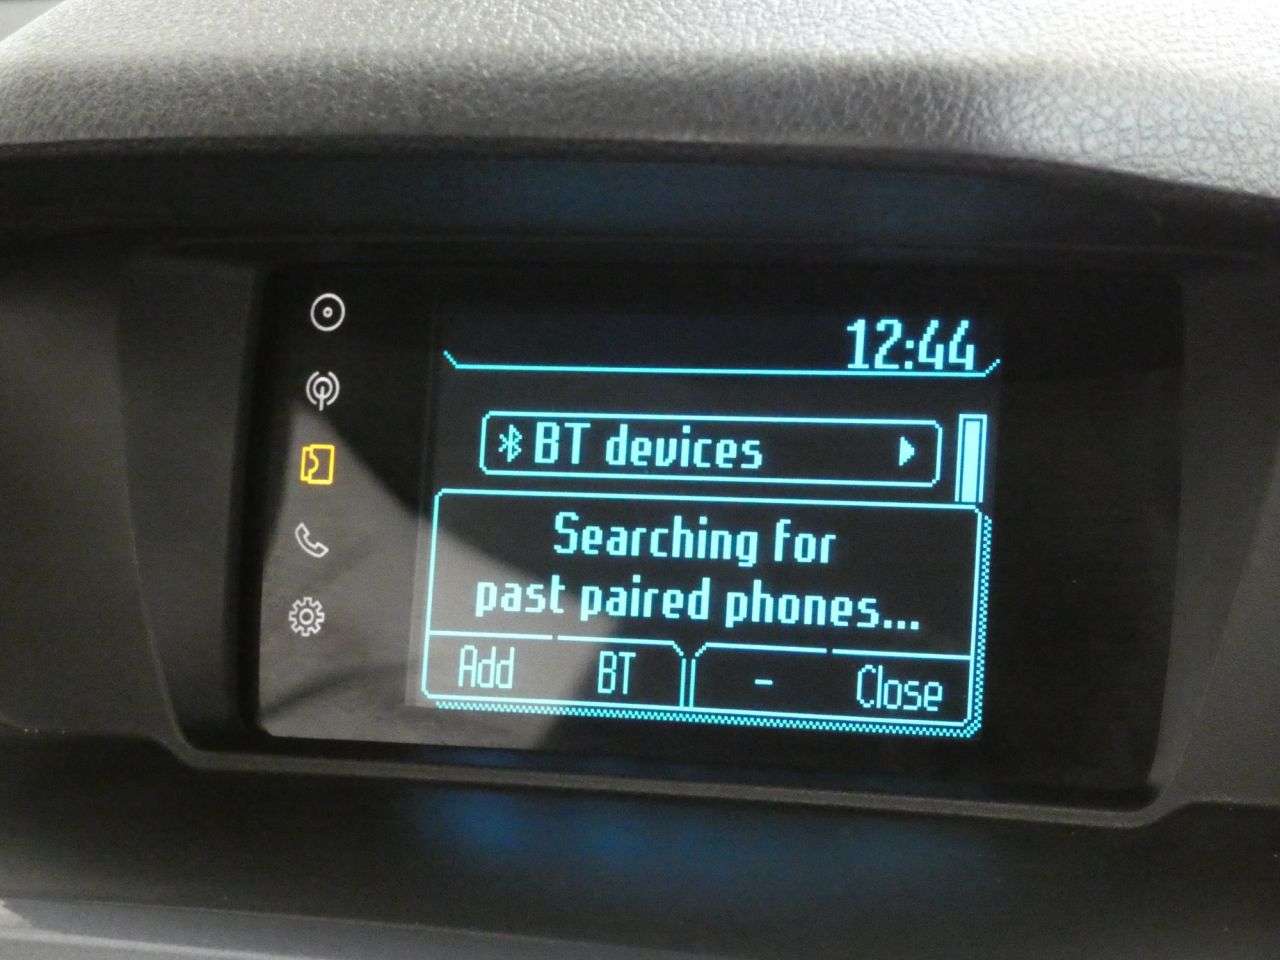 12:44
BT devices
Searching for
past paired phones...
Add BT - Close